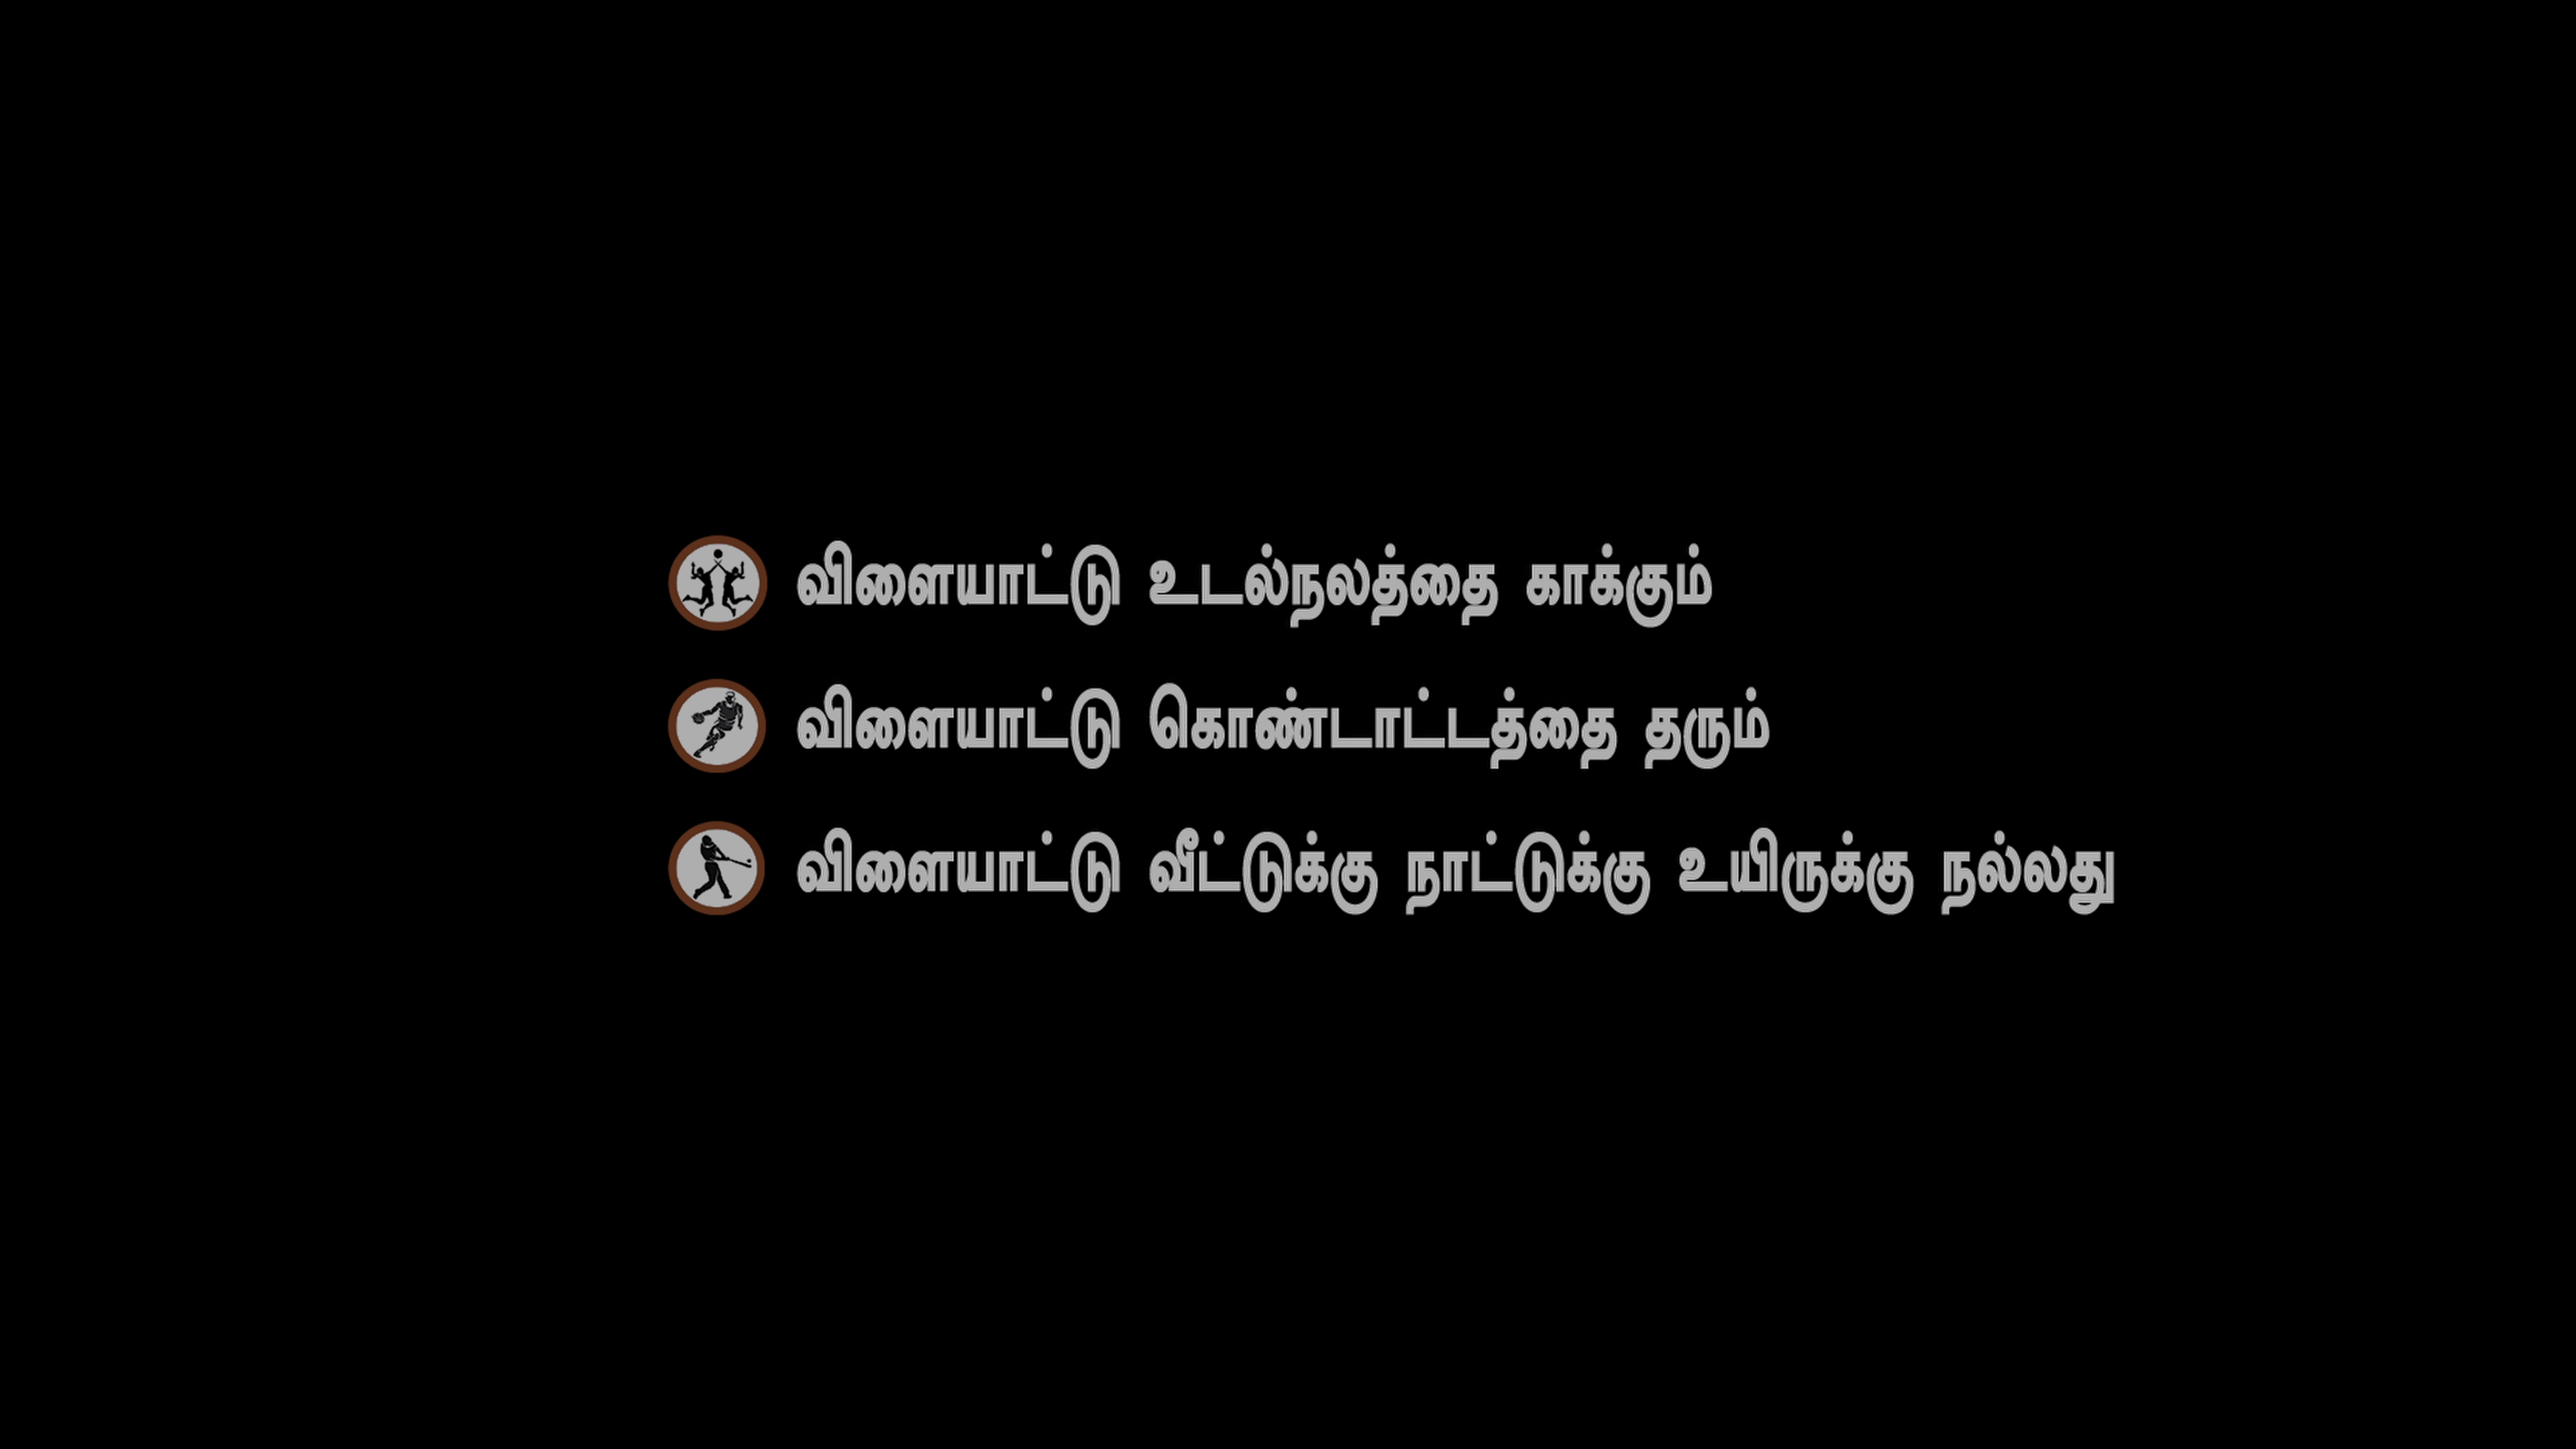 விளையாட்டு உடல்நலத்தை காக்கும்
விளையாட்டு கொண்டாட்டத்தை தரும்
விளையாட்டு வீட்டுக்கு நாட்டுக்கு உயிருக்கு நல்லது